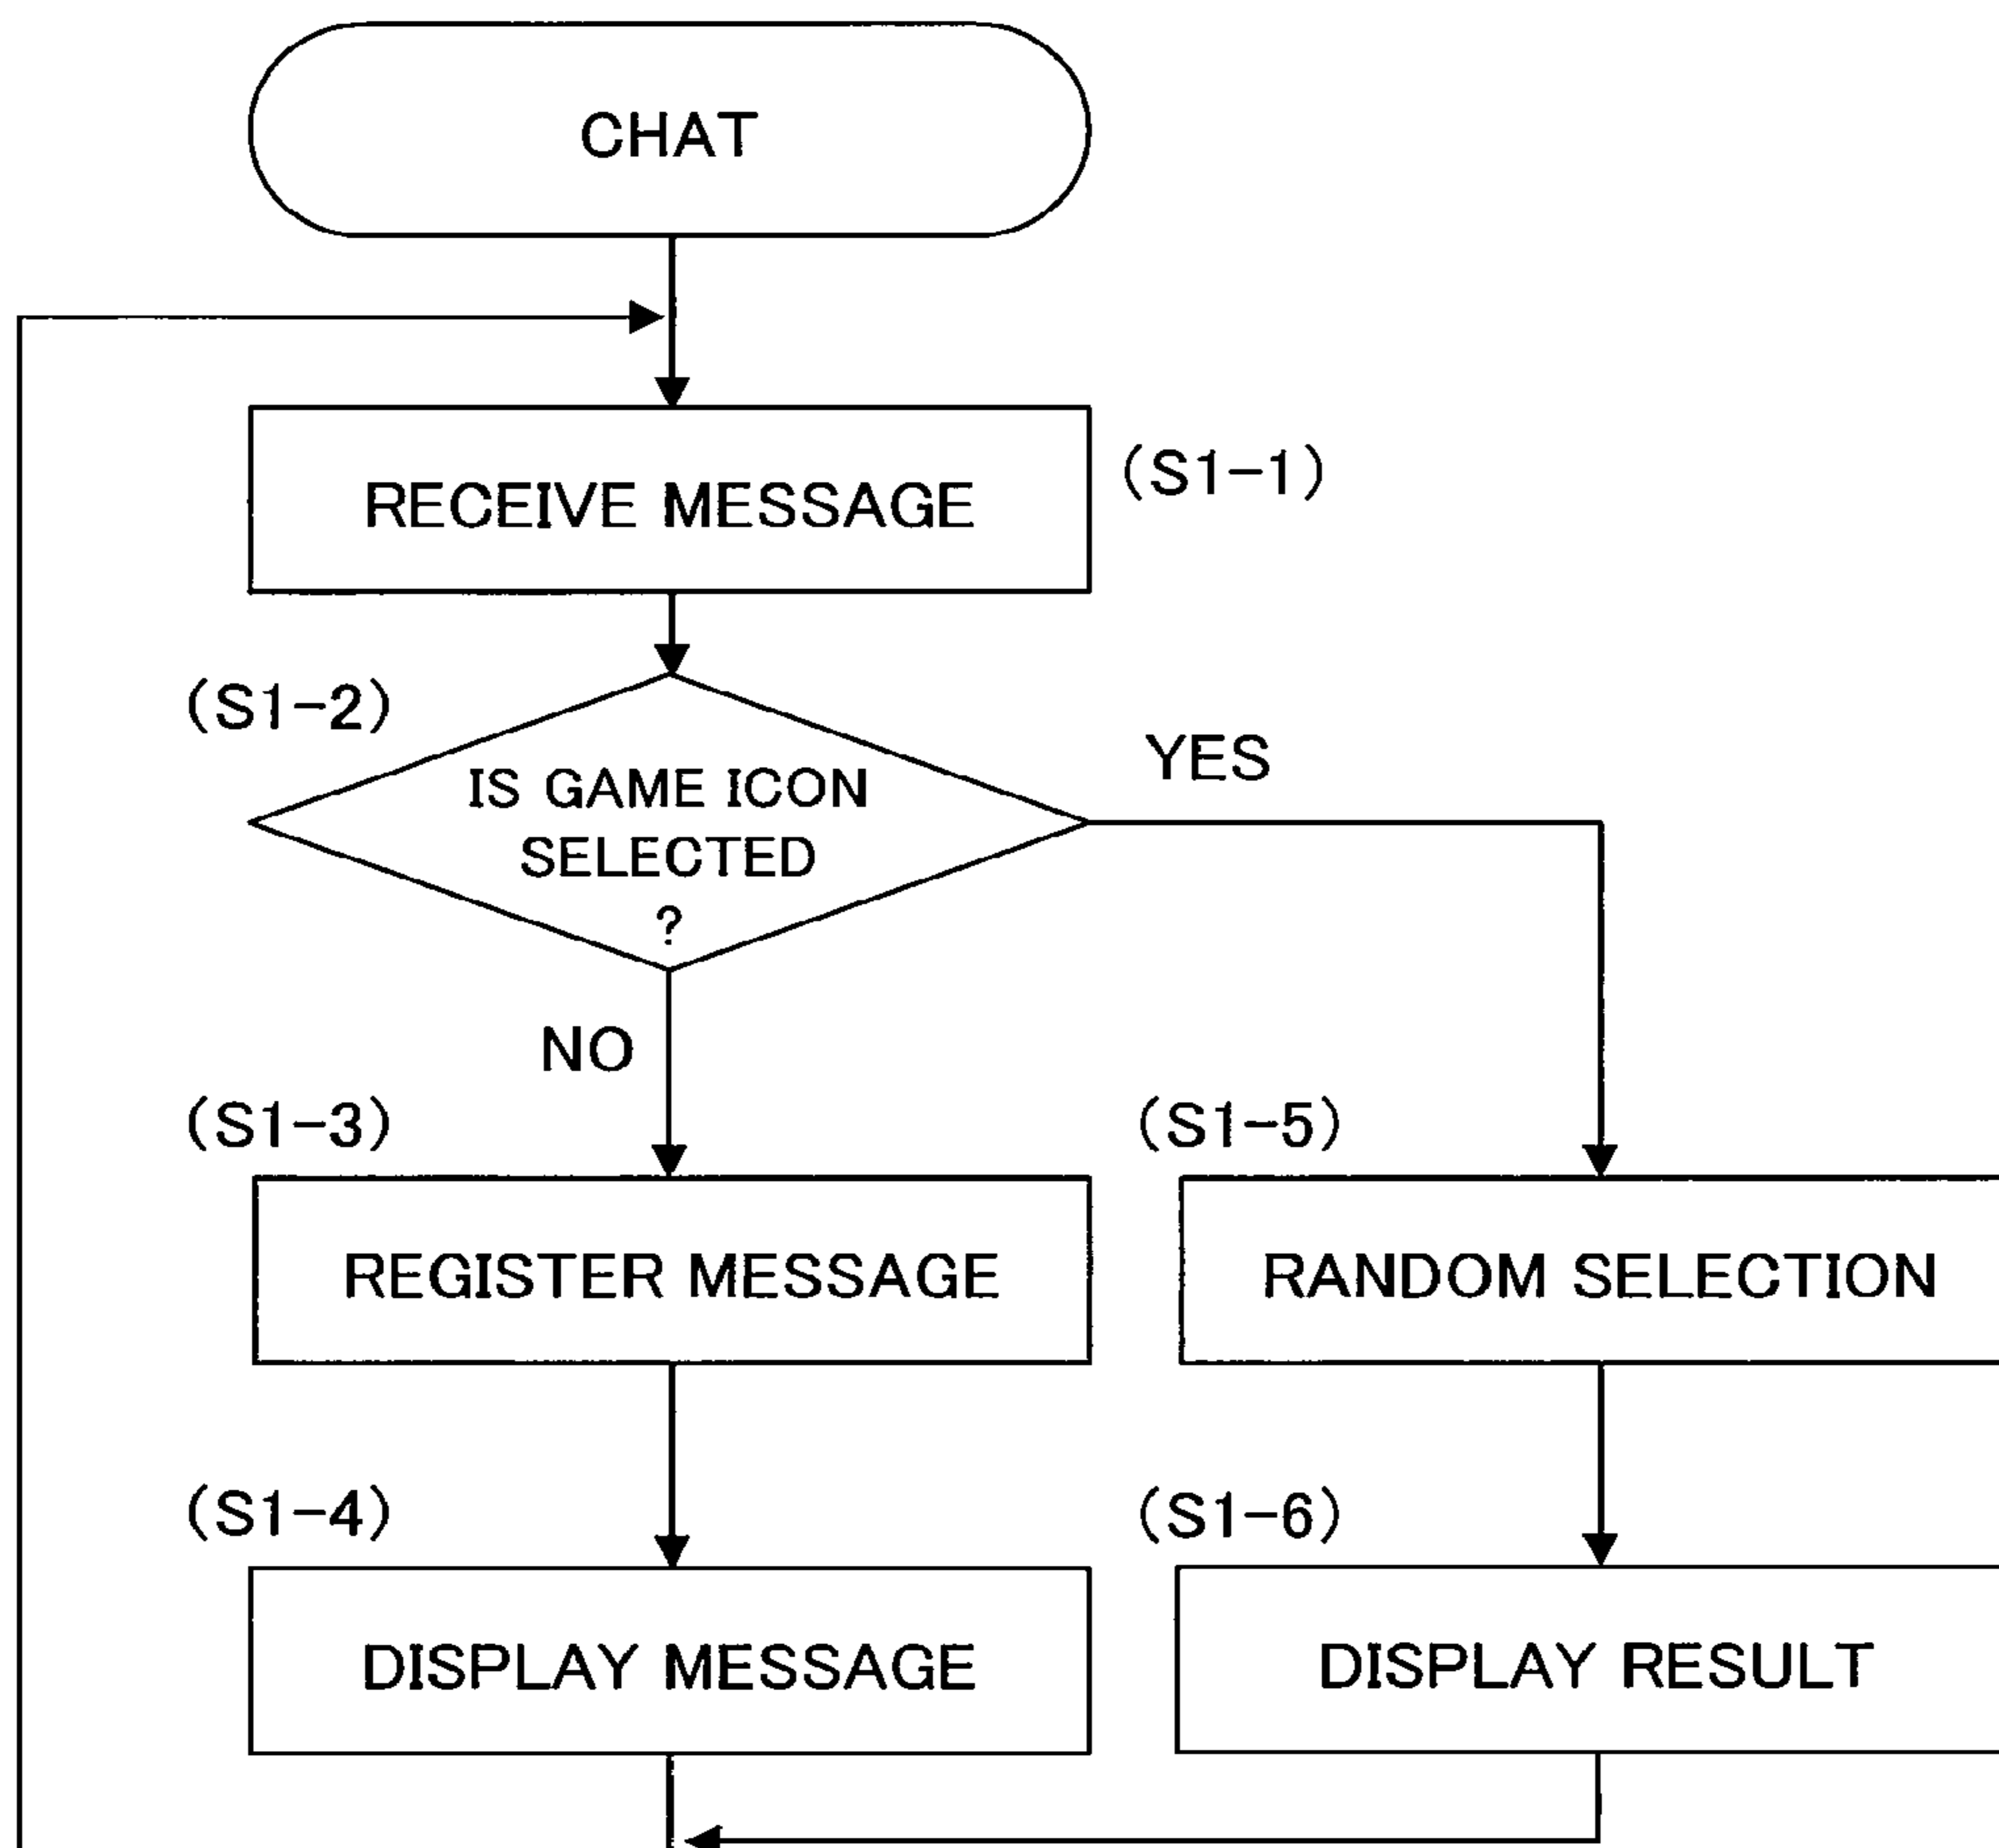 CHAT
RECEIVE MESSAGE
(S1-1)
(S1-2)
IS GAME ICON
SELECTED
?
YES
NO
(S1-3)
REGISTER MESSAGE
(S1-5)
RANDOM SELECTION
(S1-4)
DISPLAY MESSAGE
(S1-6)
DISPLAY RESULT